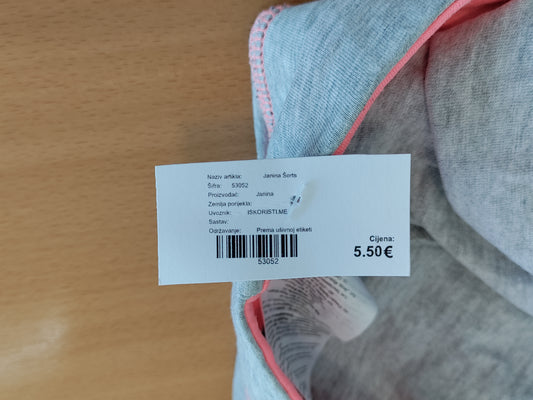 Naziv artikla: Janina Šorts
Šifra: 53052
Proizvođač: Janina
Zemlja porijekla:
Uvoznik: ISKORISTI.ME
Sastav:
Održavanje: Prema ušivnoj etiketi
53052
Cijena:
5.50€